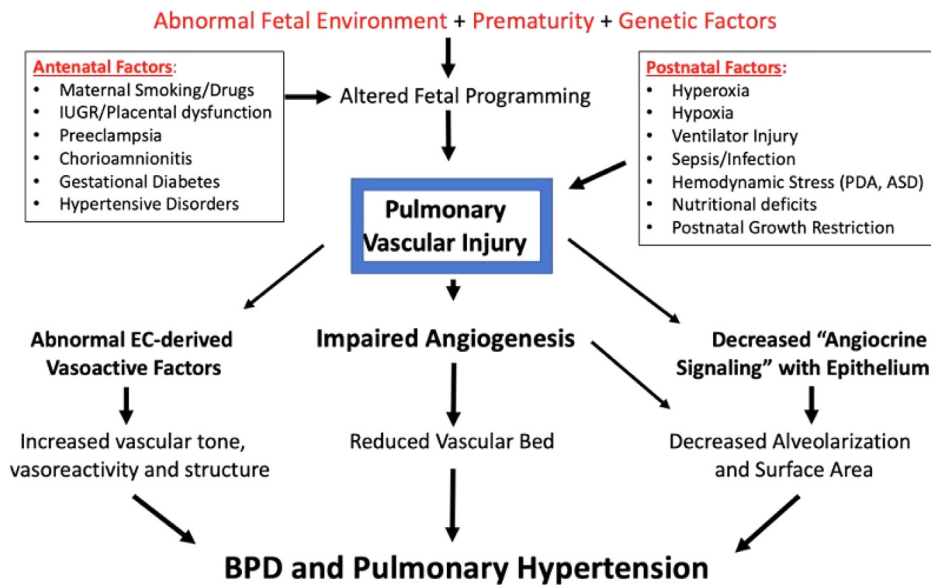 Abnormal Fetal Environment + Prematurity + Genetic Factors
Antenatal Factors:
• Maternal Smoking/Drugs
• IUGR/Placental dysfunction
• Preeclampsia
• Chorioamnionitis
• Gestational Diabetes
• Hypertensive Disorders
Altered Fetal Programming
Postnatal Factors:
• Hyperoxia
• Hypoxia
• Ventilator Injury
• Sepsis/Infection
• Hemodynamic Stress (PDA, ASD)
• Nutritional deficits
• Postnatal Growth Restriction
Pulmonary
Vascular Injury
Abnormal EC-derived
Vasoactive Factors
Impaired Angiogenesis
Decreased “Angiocrine
Signaling” with Epithelium
Increased vascular tone,
vasoreactivity and structure
Reduced Vascular Bed
Decreased Alveolarization
and Surface Area
BPD and Pulmonary Hypertension